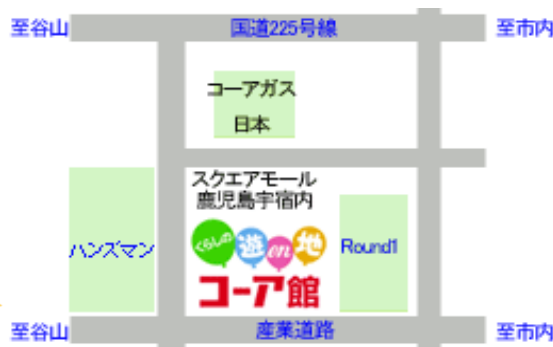 至谷山
国道225号線
至市内
コーアガス
日本
スクエアモール
鹿児島宇宿内
ハンズマン
くらしの
遊en地
Round1
コーア館
至谷山
産業道路
至市内